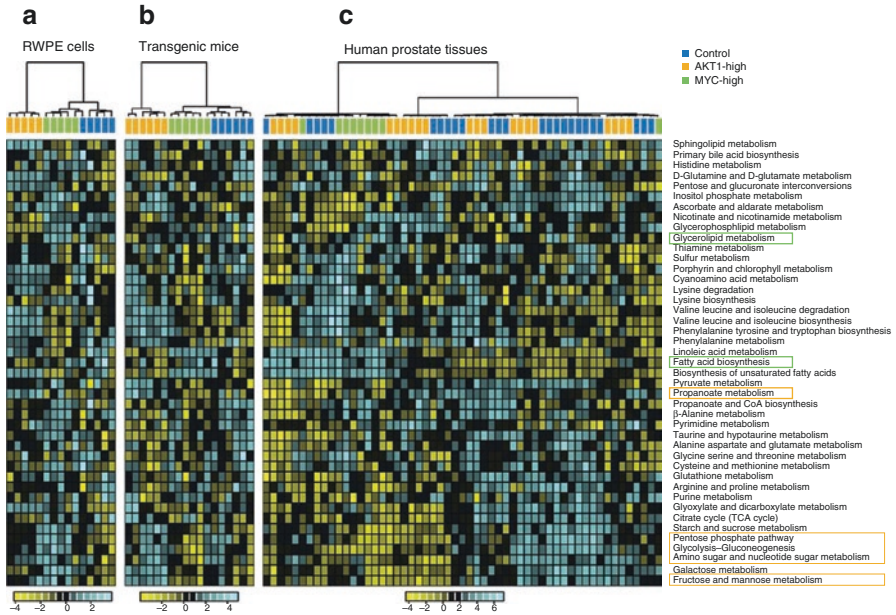 a
b
c
RWPE cells
Transgenic mice
Human prostate tissues
Control
AKT1-high
MYC-high
Sphingolipid metabolism
Primary bile acid biosynthesis
Histidine metabolism
D-Glutamine and D-glutamate metabolism
Pentose and glucuronate interconversions
Inositol phosphate metabolism
Ascorbate and aldarate metabolism
Nicotinate and nicotinamide metabolism
Glycerophosphlipid metabolism
Glycerolipid metabolism
Thiamine metabolism
Sulfur metabolism
Porphyrin and chlorophyll metabolism
Cyanoamino acid metabolism
Lysine degradation
Lysine biosynthesis
Valine leucine and isoleucine degradation
Valine leucine and isoleucine biosynthesis
Phenylalanine tyrosine and tryptophan biosynthesis
Phenylalanine metabolism
Linoleic acid metabolism
Fatty acid biosynthesis
Biosynthesis of unsaturated fatty acids
Pyruvate metabolism
Propanoate metabolism
Propanoate and CoA biosynthesis
β-Alanine metabolism
Pyrimidine metabolism
Taurine and hypotaurine metabolism
Alanine aspartate and glutamate metabolism
Glycine serine and threonine metabolism
Cysteine and methionine metabolism
Glutathione metabolism
Arginine and proline metabolism
Purine metabolism
Glyoxylate and dicarboxylate metabolism
Citrate cycle (TCA cycle)
Starch and sucrose metabolism
Pentose phosphate pathway
Glycolysis–Gluconeogenesis
Amino sugar and nucleotide sugar metabolism
Galactose metabolism
Fructose and mannose metabolism
−4 −2 0 2
−2 0 2 4
−4 −2 0 2 4 6